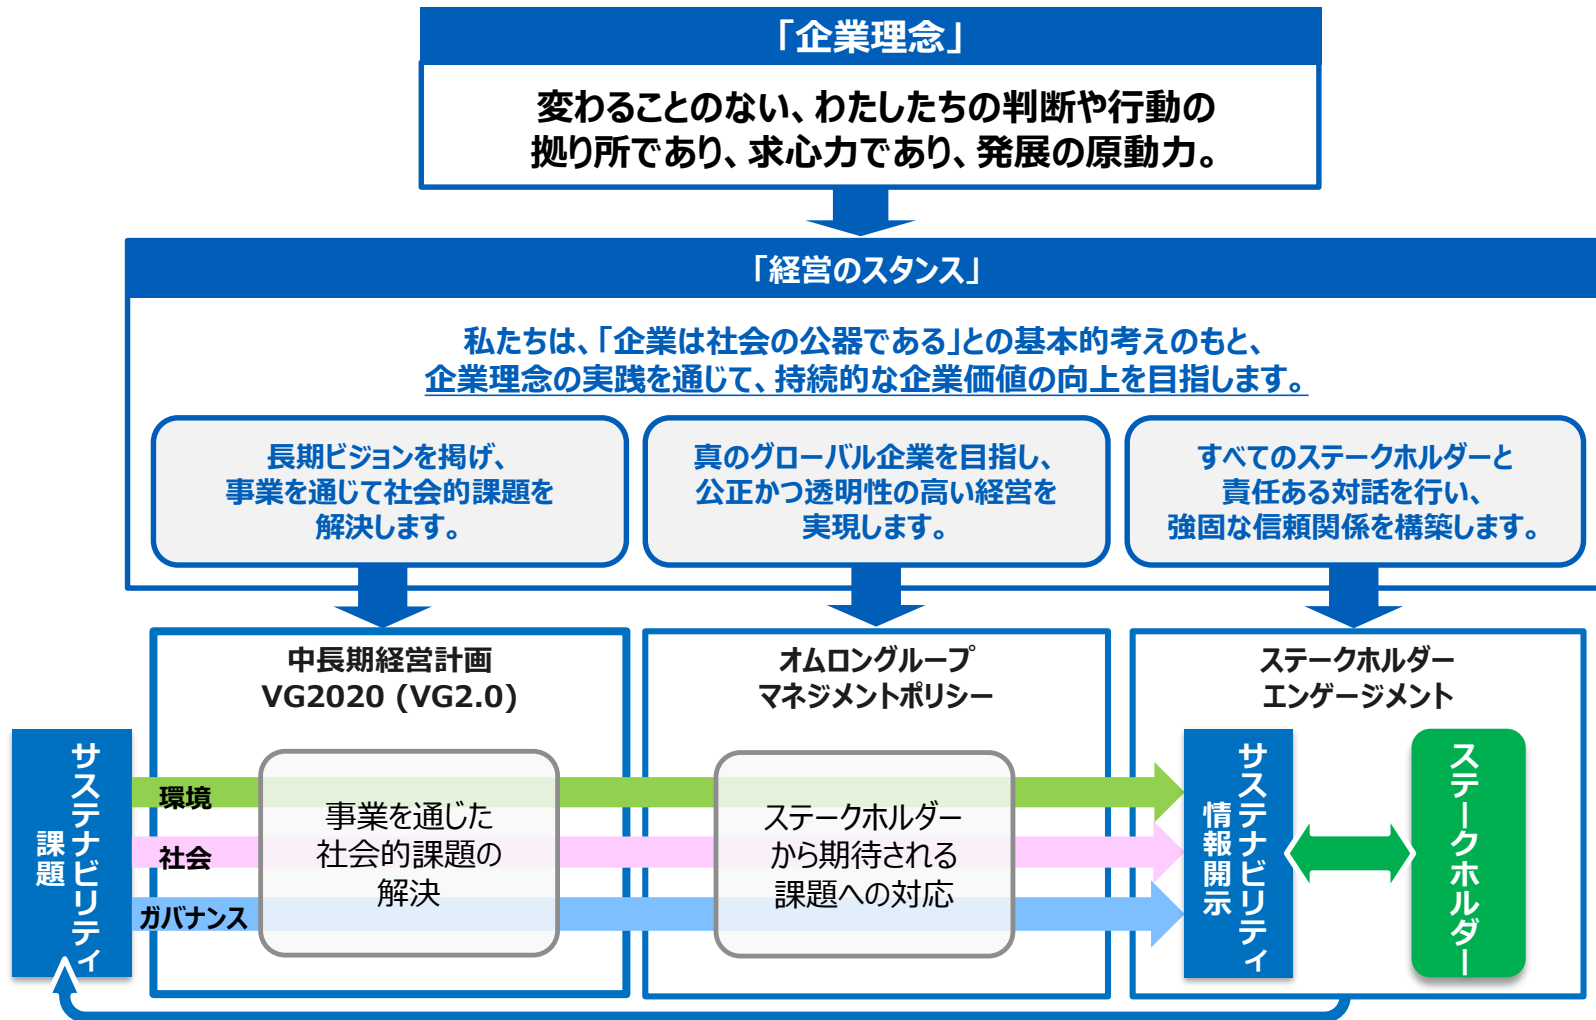 「企業理念」
変わることのない、わたしたちの判断や行動の
拠り所であり、求心力であり、発展の原動力。
「経営のスタンス」
私たちは、「企業は社会の公器である」との基本的考えのもと、
企業理念の実践を通じて、持続的な企業価値の向上を目指します。
長期ビジョンを掲げ、
事業を通じて社会的課題を
解決します。
真のグローバル企業を目指し、
公正かつ透明性の高い経営を
実現します。
すべてのステークホルダーと
責任ある対話を行い、
強固な信頼関係を構築します。
中長期経営計画
VG2020 (VG2.0)
オムロングループ
マネジメントポリシー
ステークホルダー
エンゲージメント
サステナビリティ
課題
環境
社会
ガバナンス
事業を通じた
社会的課題の
解決
ステークホルダー
から期待される
課題への対応
サステナビリティ
情報開示
ステークホルダー